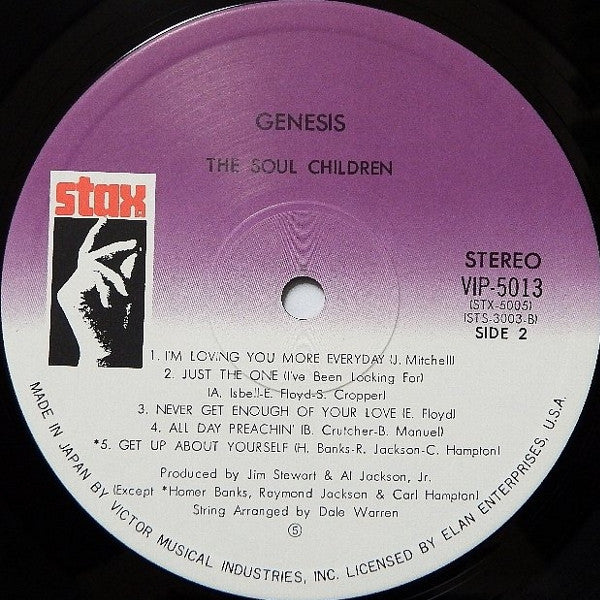 GENESIS
THE SOUL CHILDREN
stax
STEREO
VIP-5013
(STX-5005)
(STS-3003-B)
SIDE 2
1. I'M LOVING YOU MORE EVERYDAY (J. Mitchell)
2. JUST THE ONE (I've Been Looking For)
(A. Isbell-E. Floyd-S. Cropper)
3. NEVER GET ENOUGH OF YOUR LOVE (E. Floyd)
4. ALL DAY PREACHIN' (B. Crutcher-B. Manuel)
*5. GET UP ABOUT YOURSELF (H. Banks-R. Jackson-C. Hampton)
Produced by Jim Stewart & Al Jackson, Jr.
(Except *Homer Banks, Raymond Jackson & Carl Hampton)
String Arranged by Dale Warren
⑤
MADE IN JAPAN BY VICTOR MUSICAL INDUSTRIES, INC. LICENSED BY ELAN ENTERPRISES, U.S.A.